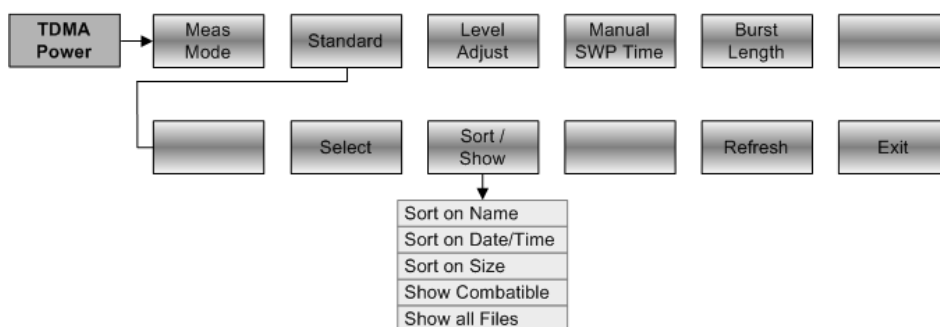 TDMA
Power
Meas
Mode
Standard
Level
Adjust
Manual
SWP Time
Burst
Length
Select
Sort /
Show
Refresh
Exit
Sort on Name
Sort on Date/Time
Sort on Size
Show Combatible
Show all Files